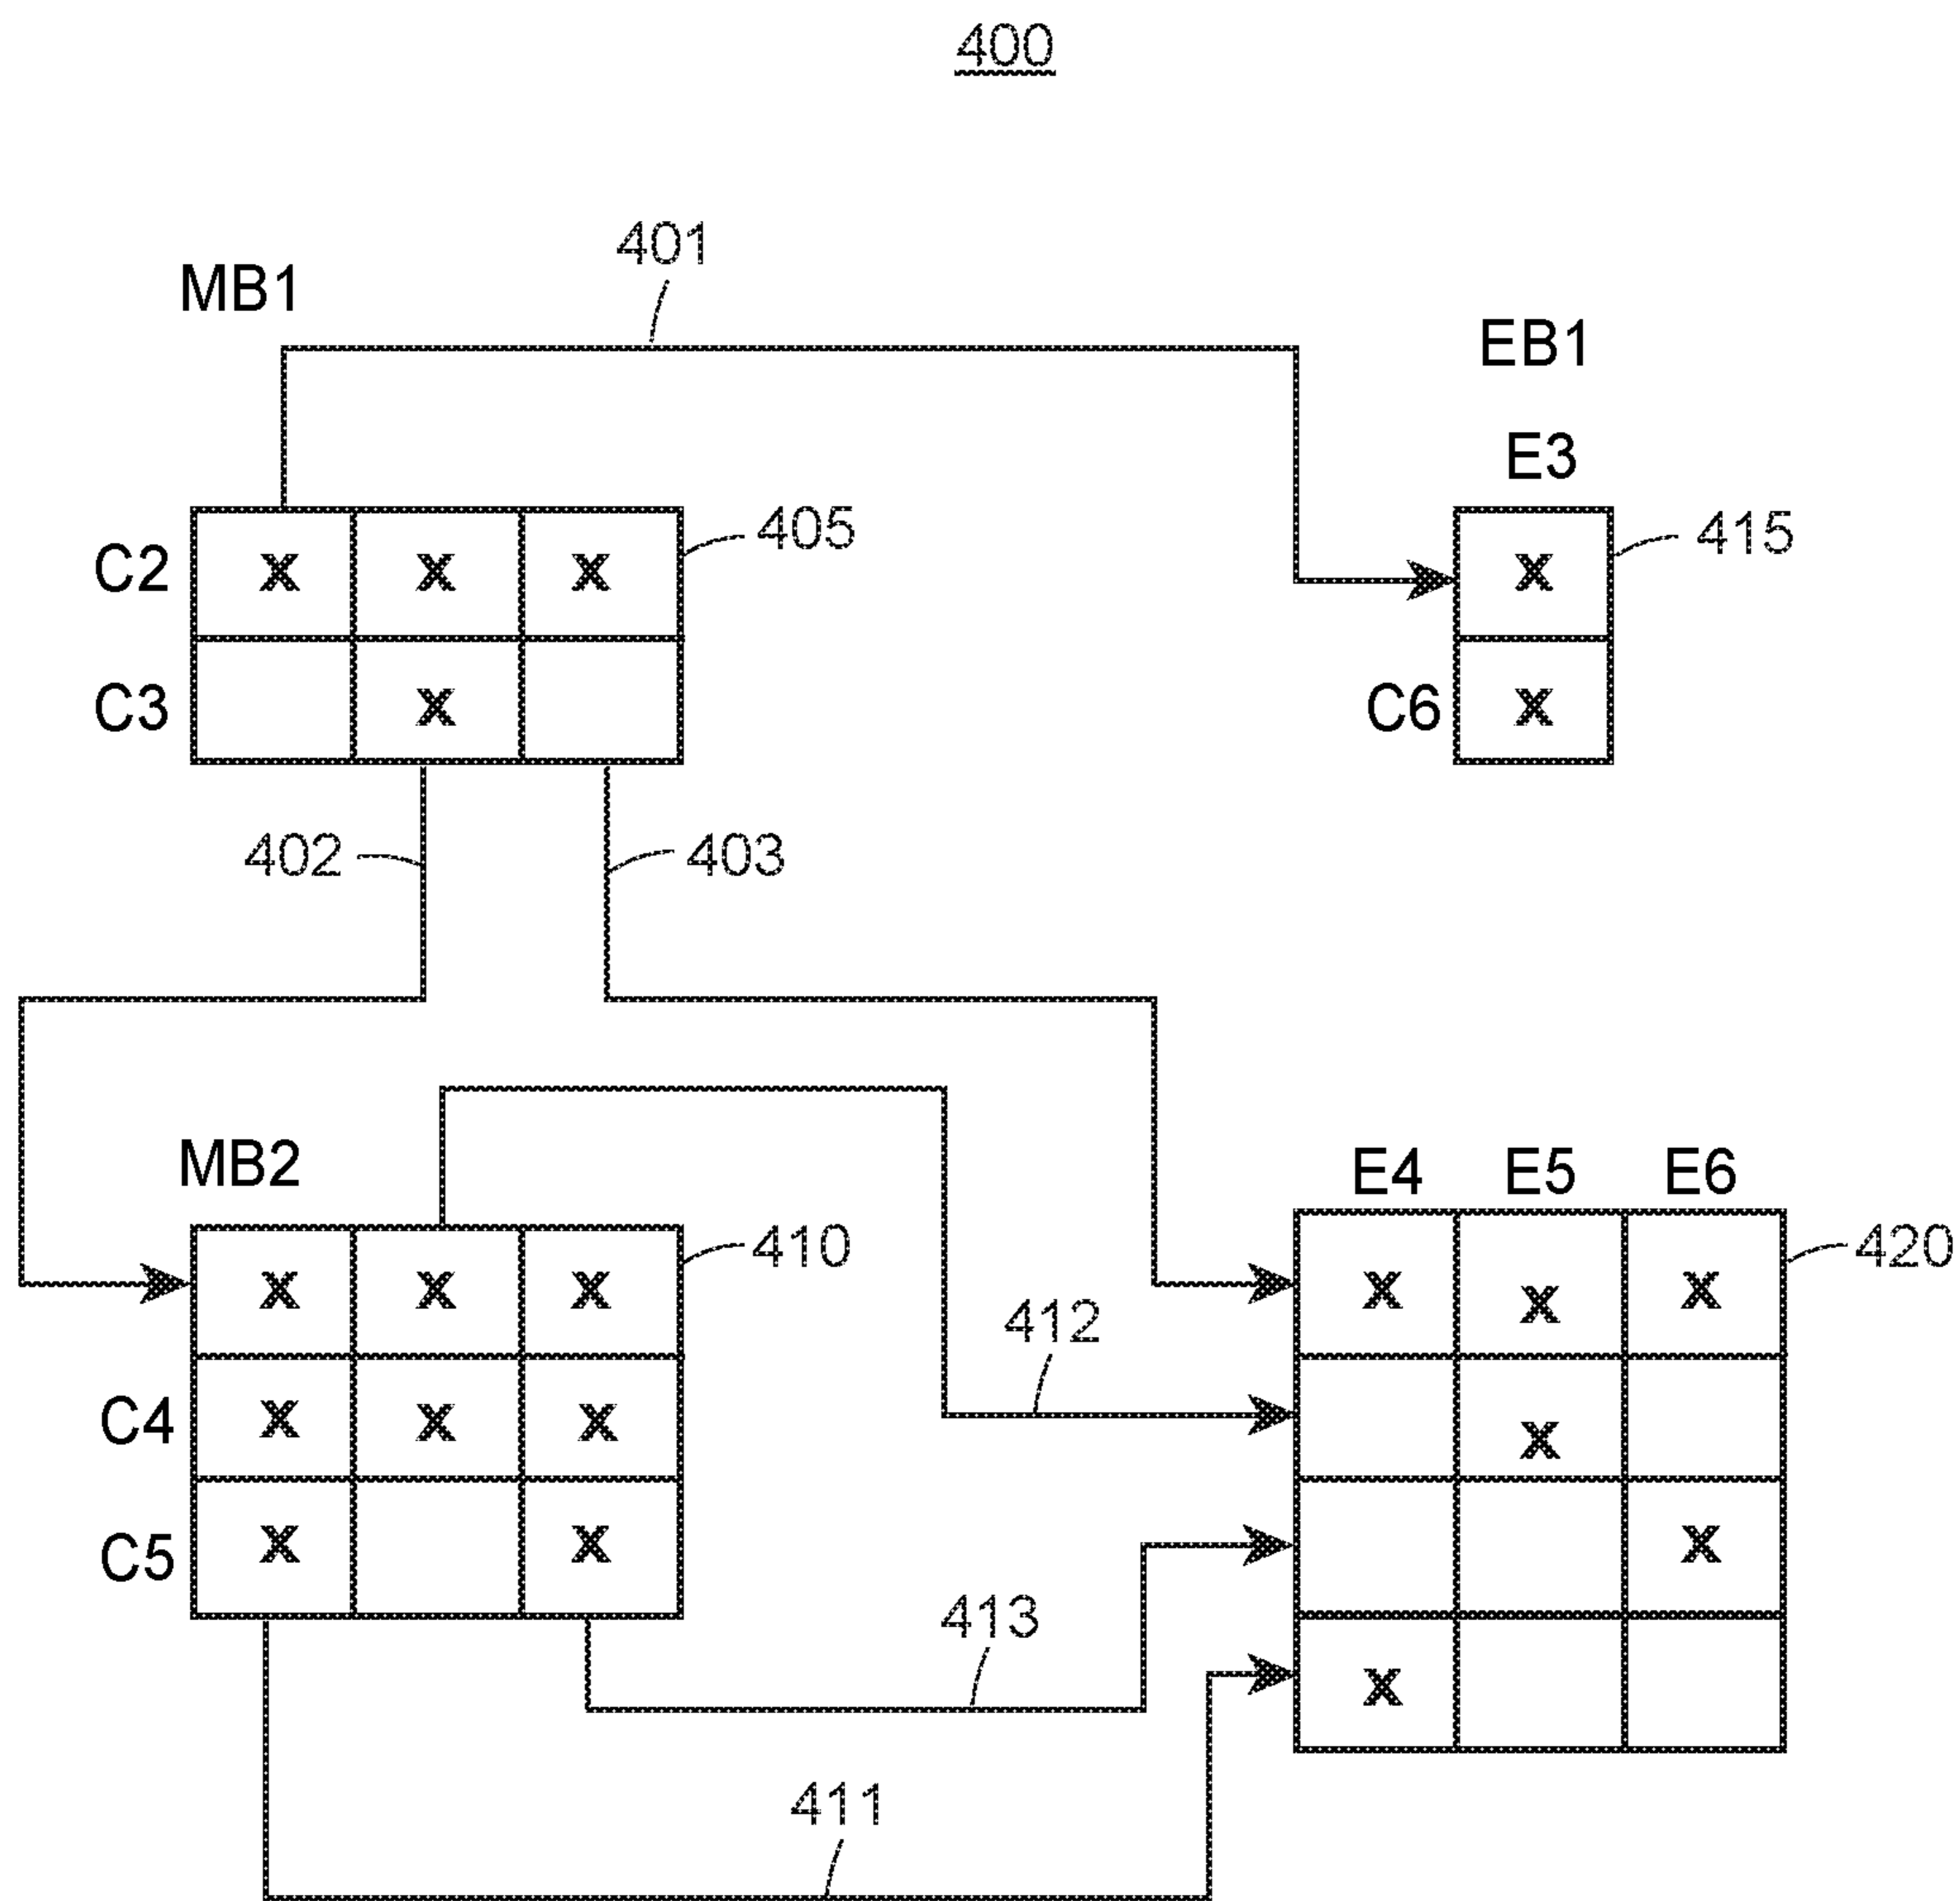 400
401
MB1
EB1
E3
C2 X X X 405
X 415
C3 X
C6 X
402 403
MB2
E4 E5 E6
X X X 410
X X X 420
412
C4 X X X
X
C5 X X
X
413
X
411